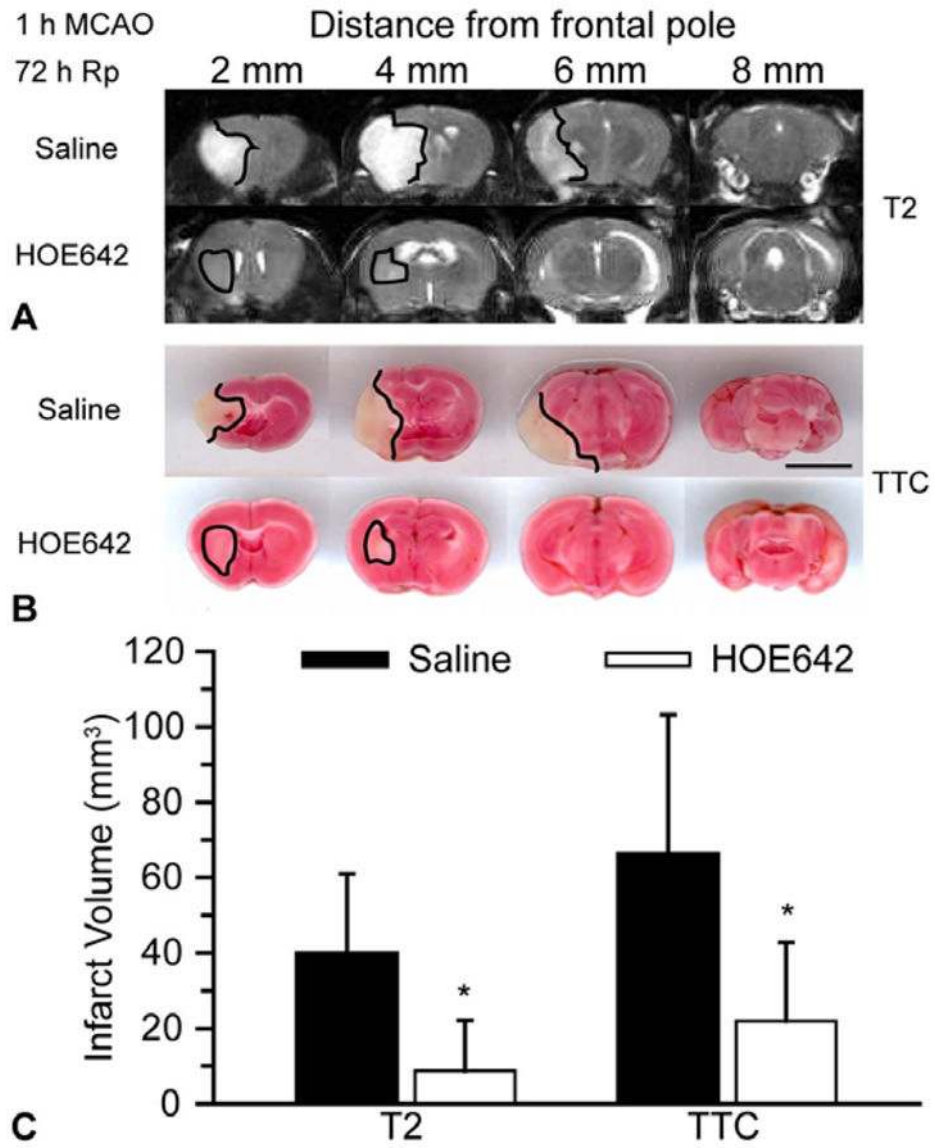 1 h MCAO Distance from frontal pole
72 h Rp 2 mm 4 mm 6 mm 8 mm
Saline
T2
HOE642
A
Saline
TTC
HOE642
B
120
Saline HOE642
100
80
60
40
20
0
Infarct Volume (mm³)
*
*
T2 TTC
C